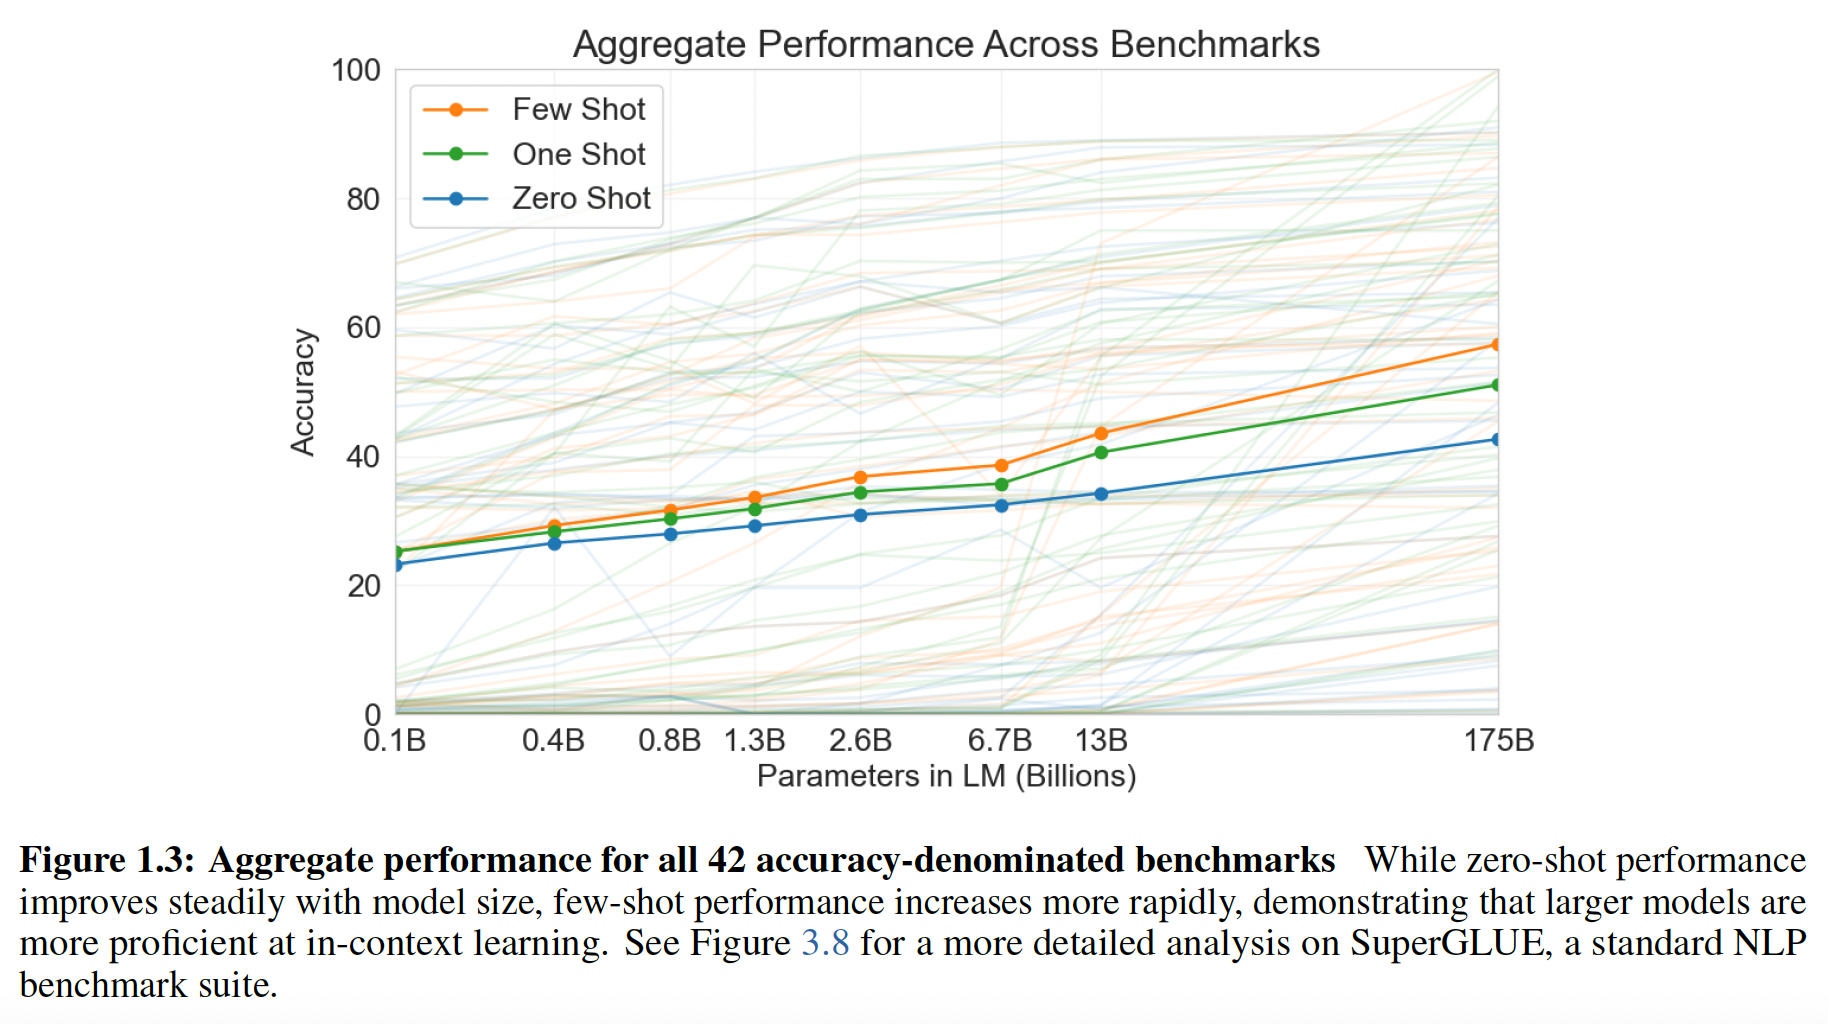 Aggregate Performance Across Benchmarks
100
80
60
40
20
0
Accuracy
Few Shot
One Shot
Zero Shot
0.1B 0.4B 0.8B 1.3B 2.6B 6.7B 13B 175B
Parameters in LM (Billions)
Figure 1.3: Aggregate performance for all 42 accuracy-denominated benchmarks While zero-shot performance
improves steadily with model size, few-shot performance increases more rapidly, demonstrating that larger models are
more proficient at in-context learning. See Figure 3.8 for a more detailed analysis on SuperGLUE, a standard NLP
benchmark suite.